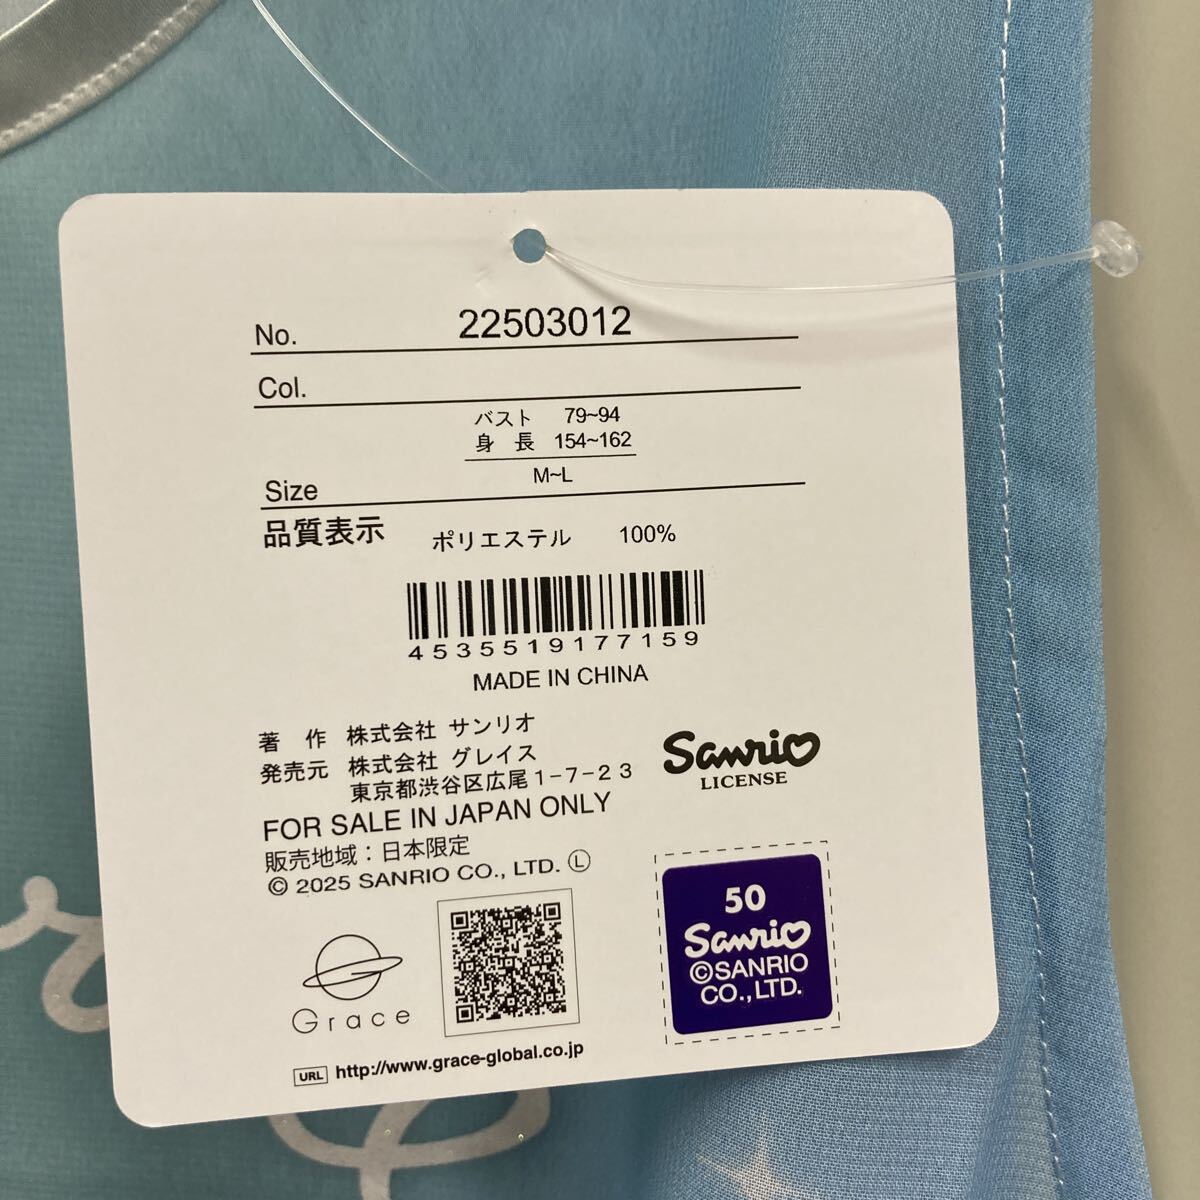 No. 22503012
Col.
バスト 79~94
身 長 154~162
Size M~L
品質表示 ポリエステル 100%
4535519177159
MADE IN CHINA
著 作 株式会社 サンリオ
発売元 株式会社 グレイス
東京都渋谷区広尾1-7-23
FOR SALE IN JAPAN ONLY
販売地域：日本限定
© 2025 SANRIO CO., LTD. Ⓛ
Sanrio
LICENSE
50
Sanrio
©SANRIO
CO.,LTD.
Grace
URL http://www.grace-global.co.jp